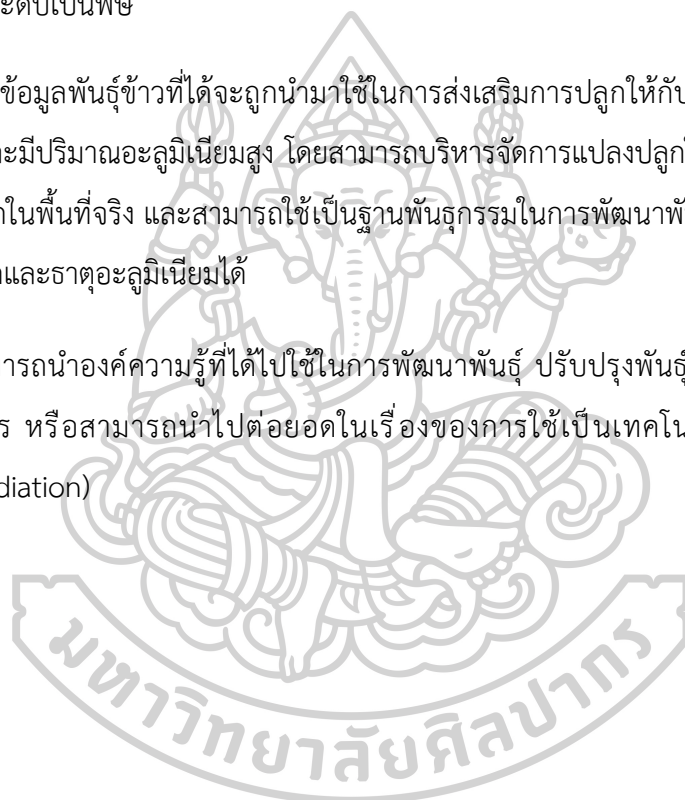 ะดับเป็นพิษ
ข้อมูลพันธุ์ข้าวที่ได้จะถูกนำมาใช้ในการส่งเสริมการปลูกให้กับ
ะมีปริมาณอะลูมิเนียมสูง โดยสามารถบริหารจัดการแปลงปลูก
ในพื้นที่จริง และสามารถใช้เป็นฐานพันธุกรรมในการพัฒนาพั
และธาตุอะลูมิเนียมได้
ารถนำองค์ความรู้ที่ได้ไปใช้ในการพัฒนาพันธุ์ ปรับปรุงพันธุ์
ร หรือสามารถนำไปต่อยอดในเรื่องของการใช้เป็นเทคโน
diation)
มหาวิทยาลัยศิลปากร